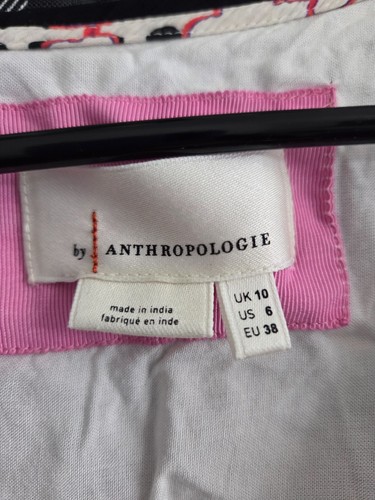 by ANTHROPOLOGIE
made in india
fabriqué en inde
UK 10
US 6
EU 38